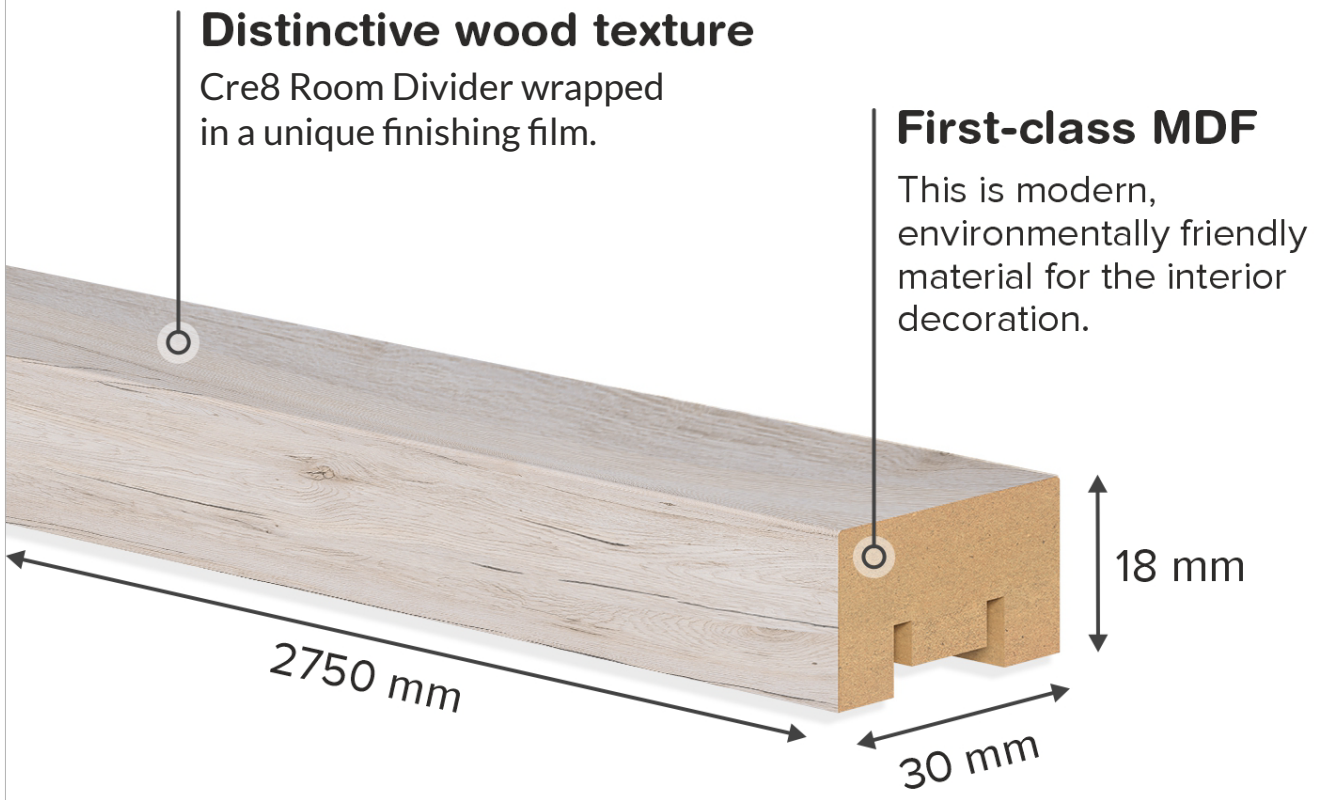 Distinctive wood texture
Cre8 Room Divider wrapped
in a unique finishing film.
First-class MDF
This is modern,
environmentally friendly
material for the interior
decoration.
18 mm
2750 mm
30 mm